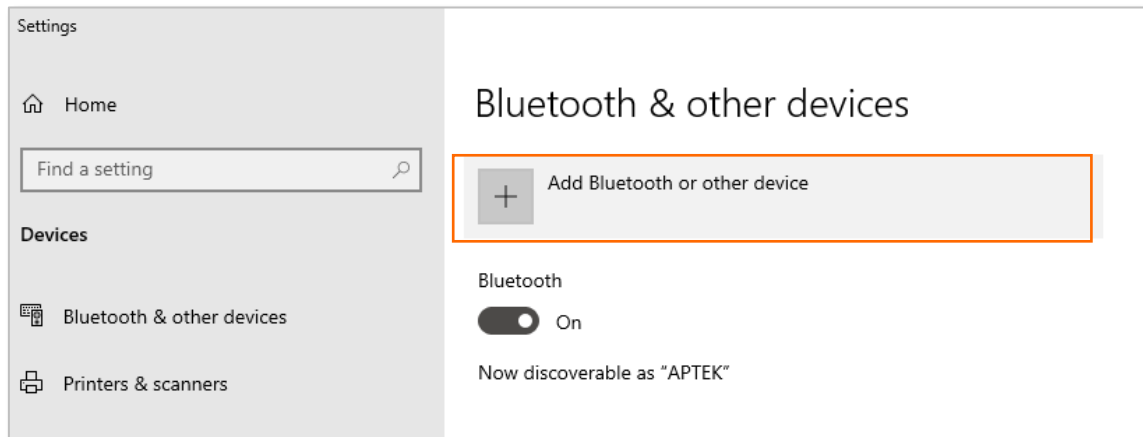 Settings
Home
Find a setting
Devices
Bluetooth & other devices
Printers & scanners
Bluetooth & other devices
Add Bluetooth or other device
Bluetooth
On
Now discoverable as “APTEK”